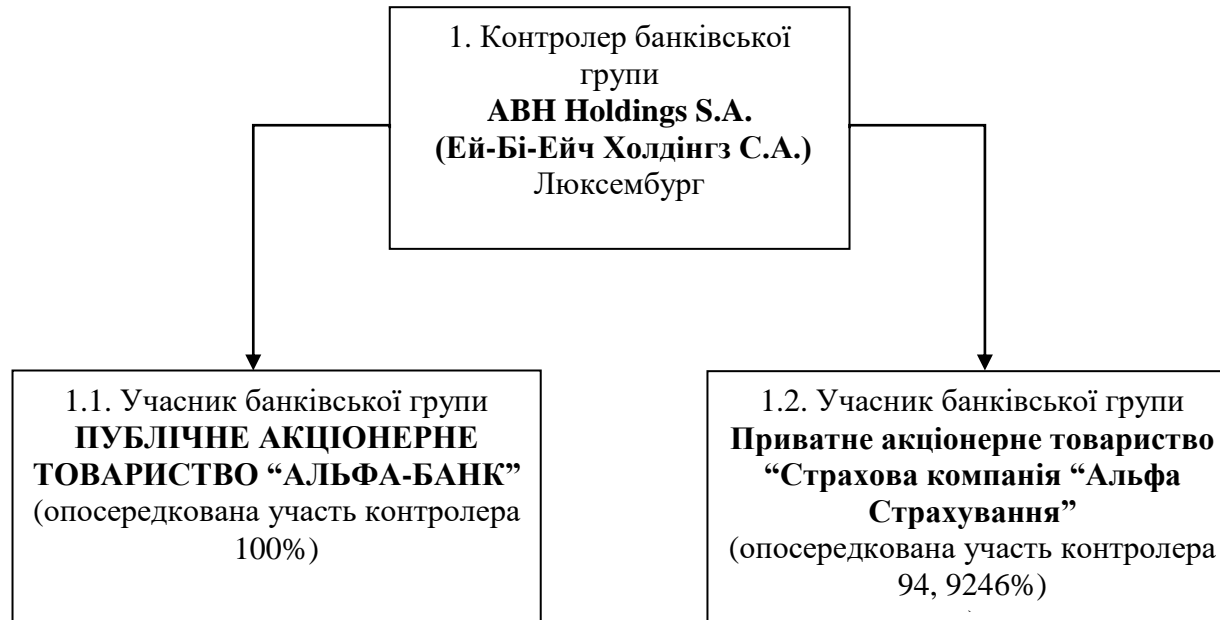 1. Контролер банківської
групи
ABH Holdings S.A.
(Ей-Бі-Ейч Холдінгз С.А.)
Люксембург
1.1. Учасник банківської групи
ПУБЛІЧНЕ АКЦІОНЕРНЕ
ТОВАРИСТВО “АЛЬФА-БАНК”
(опосередкована участь контролера
100%)
1.2. Учасник банківської групи
Приватне акціонерне товариство
“Страхова компанія “Альфа
Страхування”
(опосередкована участь контролера
94, 9246%)